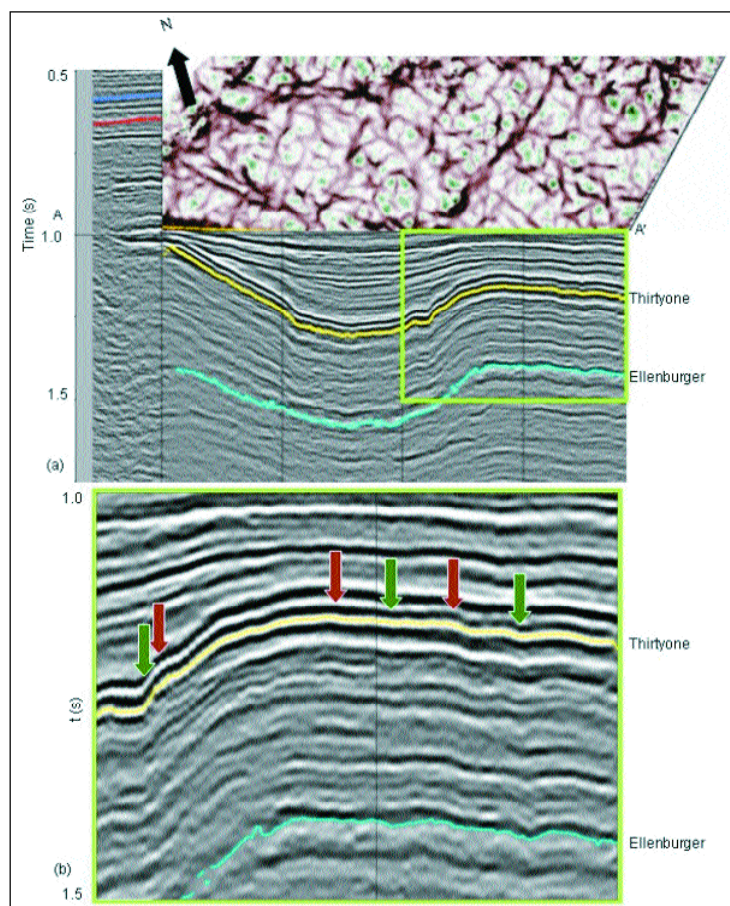 N
0.5
Time (s)
A
1.0
A'
Thirtyone
Ellenburger
1.5
(a)
1.0
Thirtyone
t (s)
Ellenburger
(b)
1.5